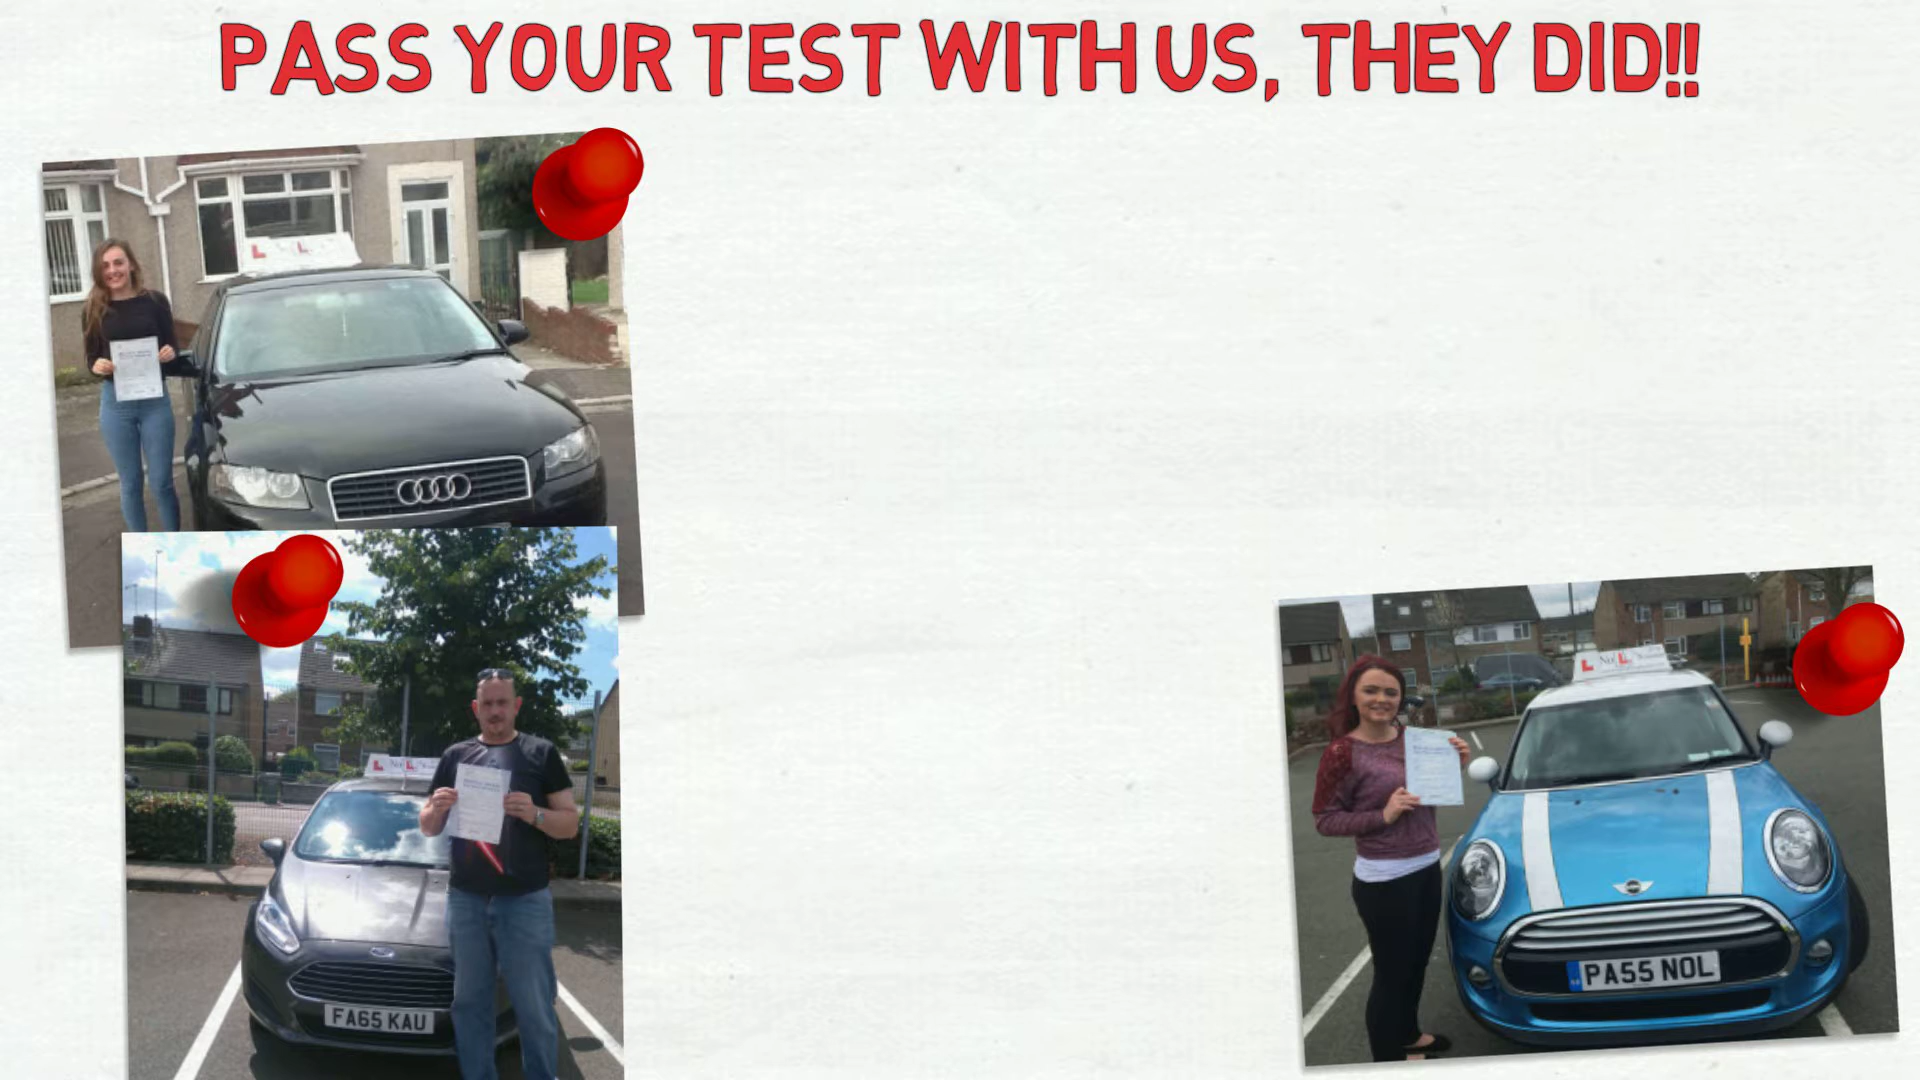 PASS YOUR TEST WITH US, THEY DID!!
L L
L L
FA65 KAU
L L
PA55 NOL